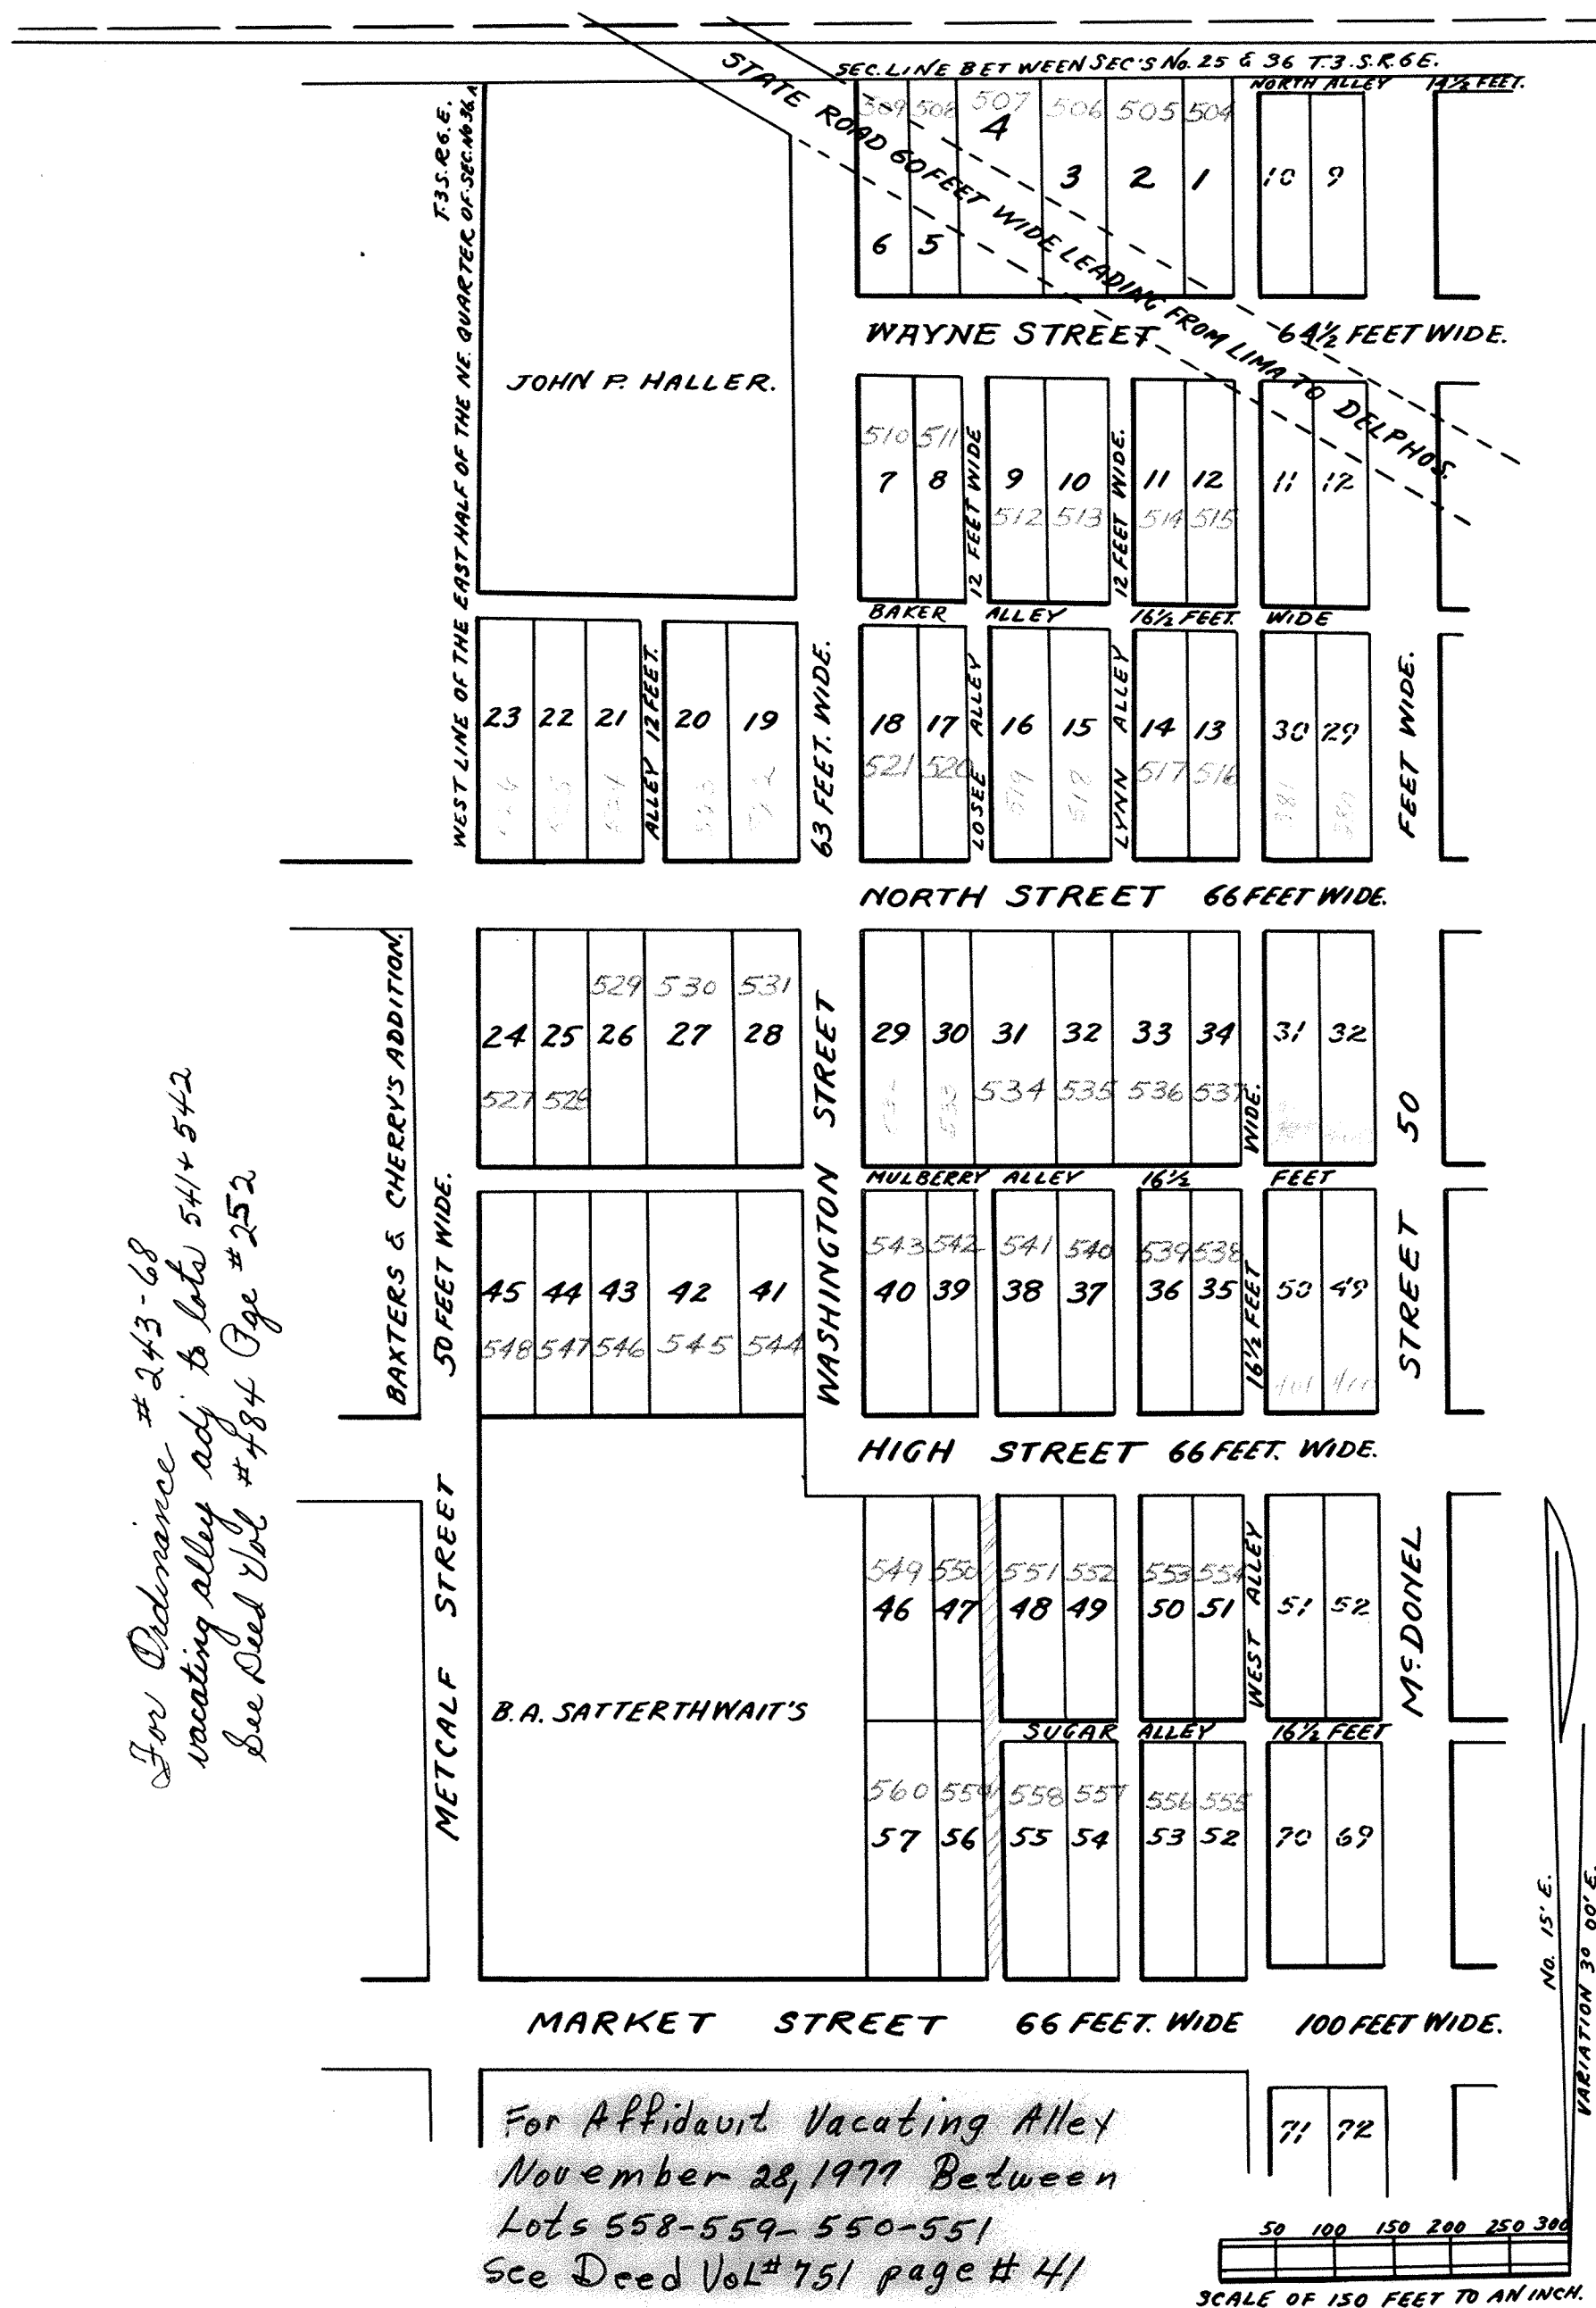 SEC. LINE BETWEEN SEC'S No. 25 & 36 T.3.S.R.6E.
STATE ROAD 60 FEET WIDE LEADING FROM LIMA TO DELPHOS.
NORTH ALLEY 14½ FEET.
509 508 507 506 505 504
4
3 2 1 10 9
6 5
T.3S.R.6.E.
WEST LINE OF THE EAST HALF OF THE NE. QUARTER OF SEC. No 36.
JOHN P. HALLER.
WAYNE STREET 64½ FEET WIDE.
510 511
7 8 9 10 11 12 11 12
512 513 514 515
12 FEET WIDE
12 FEET WIDE.
BAKER ALLEY 16½ FEET. WIDE
23 22 21 20 19 18 17 16 15 14 13 30 29
521 520 519 518 517 516 381 380
ALLEY 12 FEET.
63 FEET. WIDE.
LOSEE ALLEY
LYNN ALLEY
FEET WIDE.
NORTH STREET 66 FEET WIDE.
529 530 531
24 25 26 27 28 29 30 31 32 33 34 31 32
527 528 533 534 535 536 537
BAXTERS & CHERRYS ADDITION.
50 FEET WIDE.
WASHINGTON STREET
WIDE.
50
MULBERRY ALLEY 16½ FEET
543 542 541 540 539 538
45 44 43 42 41 40 39 38 37 36 35 50 49
548 547 546 545 544
16½ FEET
STREET
HIGH STREET 66 FEET. WIDE.
For Ordinance # 243-68
vacating alley adj to lots 541 + 542
See Deed Vol #484 Pge # 252
METCALF STREET
549 550 551 552 553 554
46 47 48 49 50 51 51 52
WEST ALLEY
McDONEL
B.A. SATTERTHWAIT'S
SUGAR ALLEY 16½ FEET
560 559 558 557 556 555
57 56 55 54 53 52 70 69
MARKET STREET 66 FEET. WIDE 100 FEET WIDE.
No. 15' E.
VARIATION 3° 00' E.
71 72
For Affidavit Vacating Alley
November 28, 1977 Between
Lots 558-559-550-551
See Deed Vol# 751 page # 41
50 100 150 200 250 300
SCALE OF 150 FEET TO AN INCH.